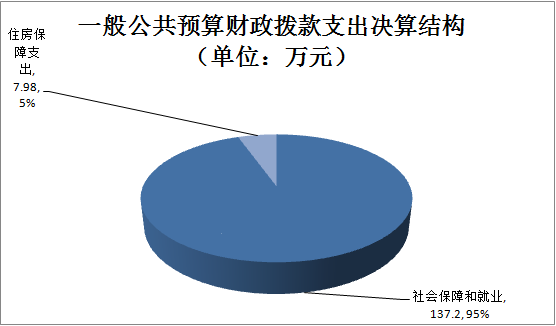 一般公共预算财政拨款支出决算结构
（单位：万元）
住房保
障支
出,
7.98,
5%
社会保障和就业,
137.2,95%